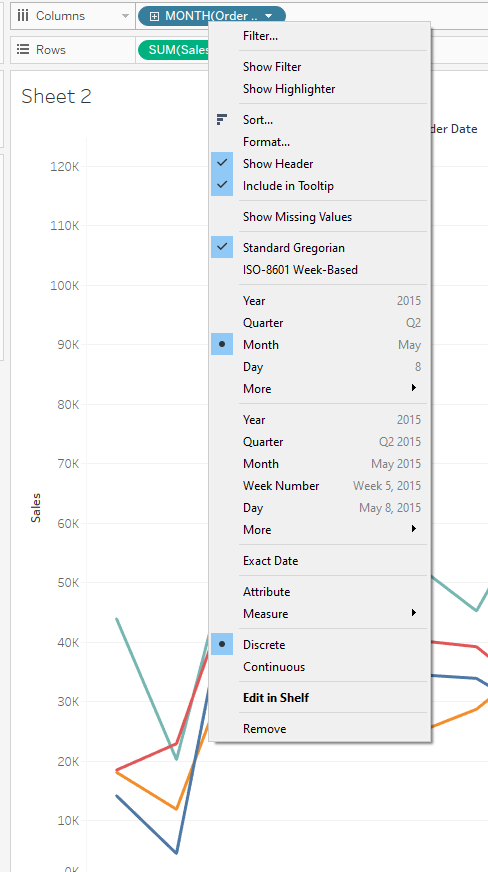 Columns
MONTH(Order ..
Rows
SUM(Sales
Sheet 2
der Date
120K
110K
100K
90K
80K
70K
60K
50K
40K
30K
20K
10K
0K
Sales
Filter...
Show Filter
Show Highlighter
Sort...
Format...
Show Header
Include in Tooltip
Show Missing Values
Standard Gregorian
ISO-8601 Week-Based
Year 2015
Quarter Q2
Month May
Day 8
More
Year 2015
Quarter Q2 2015
Month May 2015
Week Number Week 5, 2015
Day May 8, 2015
More
Exact Date
Attribute
Measure
Discrete
Continuous
Edit in Shelf
Remove